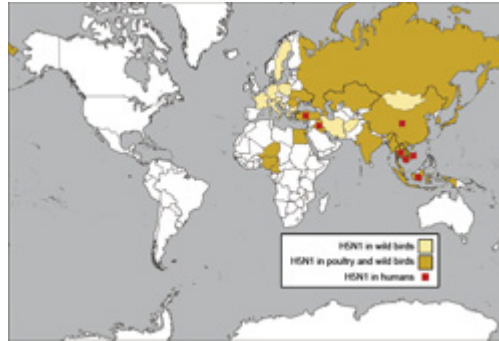 H5N1 in wild birds
H5N1 in poultry and wild birds
H5N1 in humans